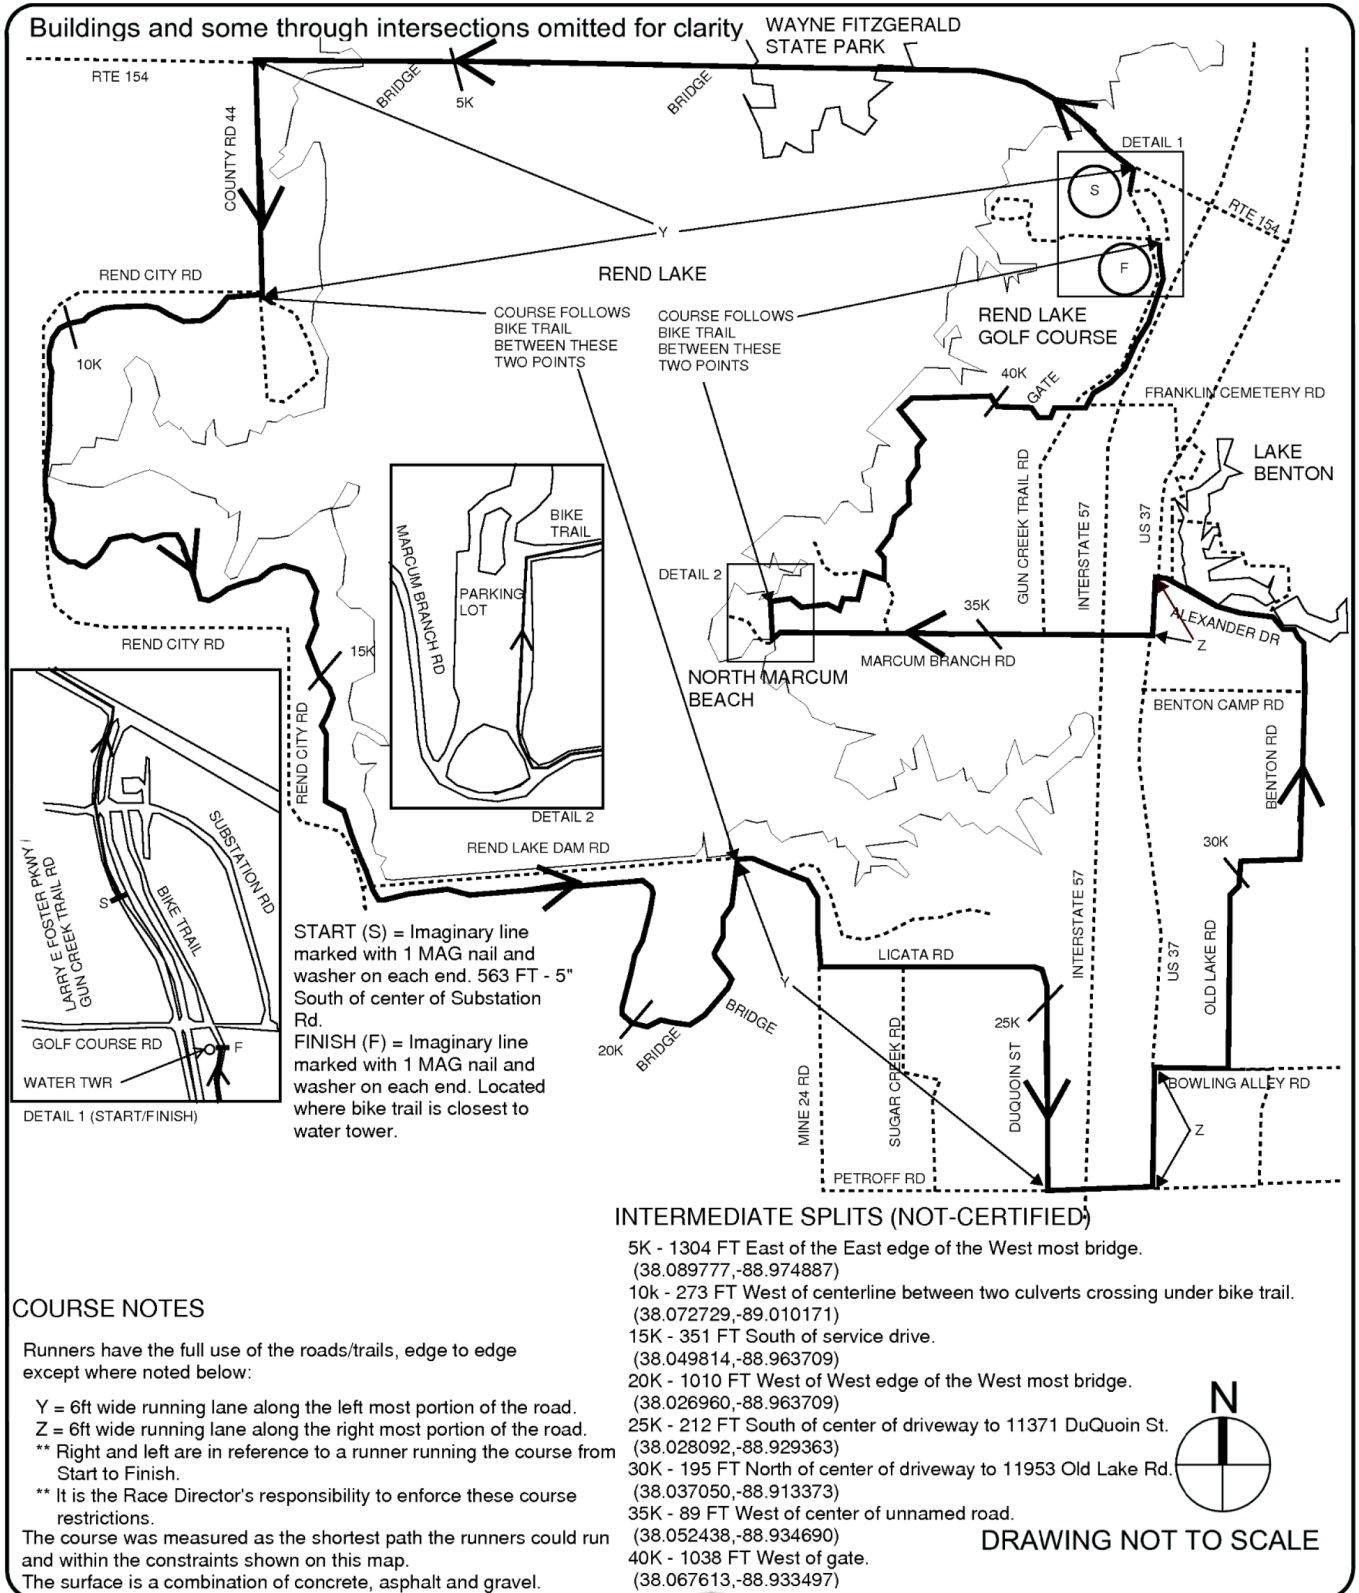 Buildings and some through intersections omitted for clarity
WAYNE FITZGERALD
STATE PARK
RTE 154
BRIDGE
5K
BRIDGE
COUNTY RD 44
DETAIL 1
S
RTE 154
Y
F
REND CITY RD
REND LAKE
COURSE FOLLOWS
BIKE TRAIL
BETWEEN THESE
TWO POINTS
COURSE FOLLOWS
BIKE TRAIL
BETWEEN THESE
TWO POINTS
REND LAKE
GOLF COURSE
10K
40K
GATE
FRANKLIN CEMETERY RD
LAKE
BENTON
GUN CREEK TRAIL RD
INTERSTATE 57
US 37
MARCUM BRANCH RD
BIKE
TRAIL
PARKING
LOT
DETAIL 2
DETAIL 2
35K
ALEXANDER DR
Z
MARCUM BRANCH RD
REND CITY RD
15K
NORTH MARCUM
BEACH
BENTON CAMP RD
REND CITY RD
BENTON RD
REND LAKE DAM RD
30K
LARRY E FOSTER PKWY
GUN CREEK TRAIL RD
S
BIKE TRAIL
SUBSTATION RD
GOLF COURSE RD
F
WATER TWR
DETAIL 1 (START/FINISH)
START (S) = Imaginary line
marked with 1 MAG nail and
washer on each end. 563 FT - 5"
South of center of Substation
Rd.
FINISH (F) = Imaginary line
marked with 1 MAG nail and
washer on each end. Located
where bike trail is closest to
water tower.
LICATA RD
INTERSTATE 57
US 37
OLD LAKE RD
Y
20K
BRIDGE
BRIDGE
25K
MINE 24 RD
SUGAR CREEK RD
DUQUOIN ST
BOWLING ALLEY RD
Z
PETROFF RD
INTERMEDIATE SPLITS (NOT-CERTIFIED)
5K - 1304 FT East of the East edge of the West most bridge.
(38.089777,-88.974887)
10k - 273 FT West of centerline between two culverts crossing under bike trail.
(38.072729,-89.010171)
15K - 351 FT South of service drive.
(38.049814,-88.963709)
20K - 1010 FT West of West edge of the West most bridge.
(38.026960,-88.963709)
25K - 212 FT South of center of driveway to 11371 DuQuoin St.
(38.028092,-88.929363)
30K - 195 FT North of center of driveway to 11953 Old Lake Rd.
(38.037050,-88.913373)
35K - 89 FT West of center of unnamed road.
(38.052438,-88.934690)
40K - 1038 FT West of gate.
(38.067613,-88.933497)
COURSE NOTES
Runners have the full use of the roads/trails, edge to edge
except where noted below:
Y = 6ft wide running lane along the left most portion of the road.
Z = 6ft wide running lane along the right most portion of the road.
** Right and left are in reference to a runner running the course from
Start to Finish.
** It is the Race Director's responsibility to enforce these course
restrictions.
The course was measured as the shortest path the runners could run
and within the constraints shown on this map.
The surface is a combination of concrete, asphalt and gravel.
N
DRAWING NOT TO SCALE